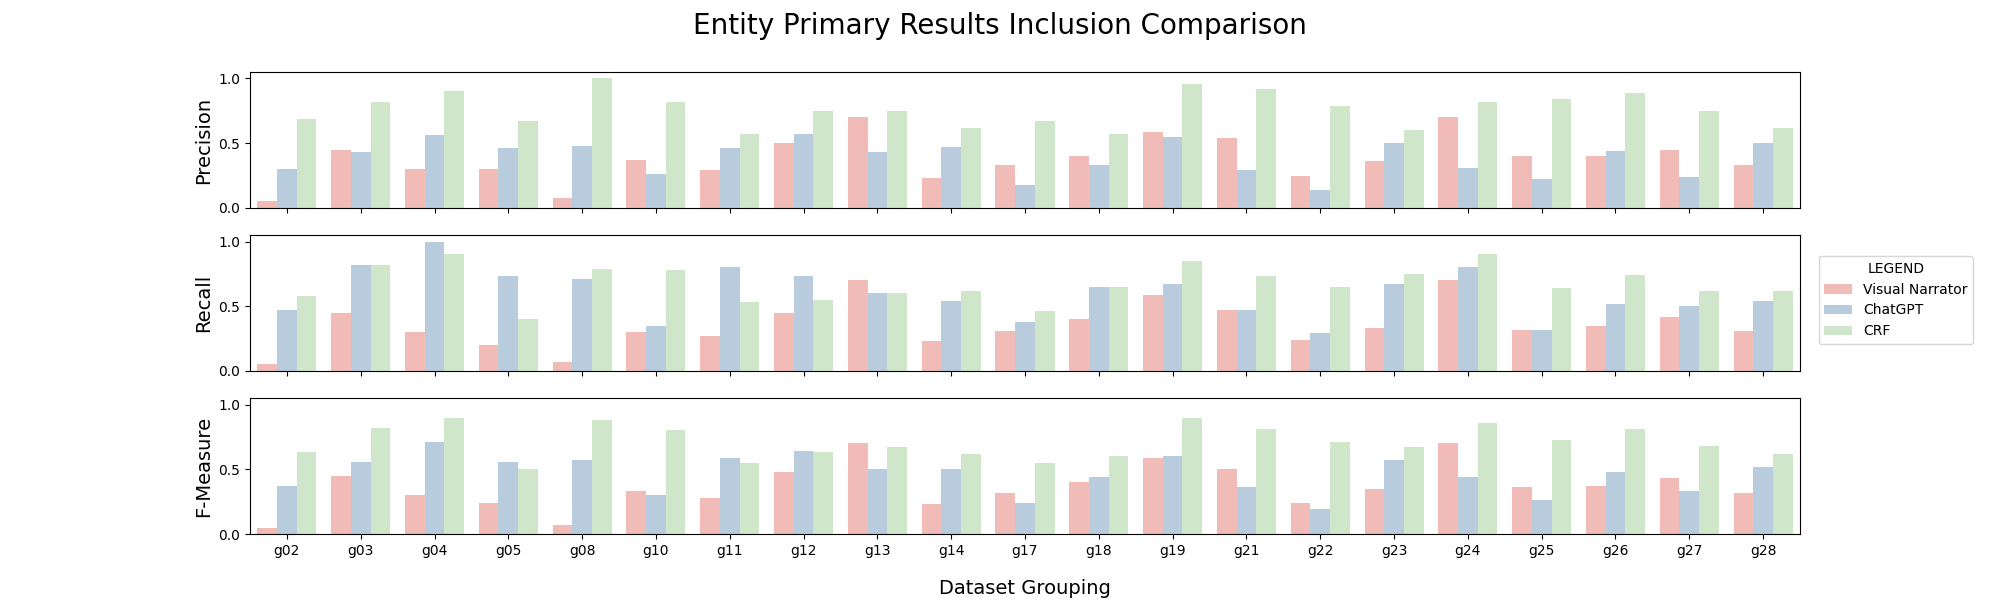 Entity Primary Results Inclusion Comparison
Precision
1.0
0.5
0.0
Recall
1.0
0.5
0.0
LEGEND
Visual Narrator
ChatGPT
CRF
F-Measure
1.0
0.5
0.0
g02 g03 g04 g05 g08 g10 g11 g12 g13 g14 g17 g18 g19 g21 g22 g23 g24 g25 g26 g27 g28
Dataset Grouping